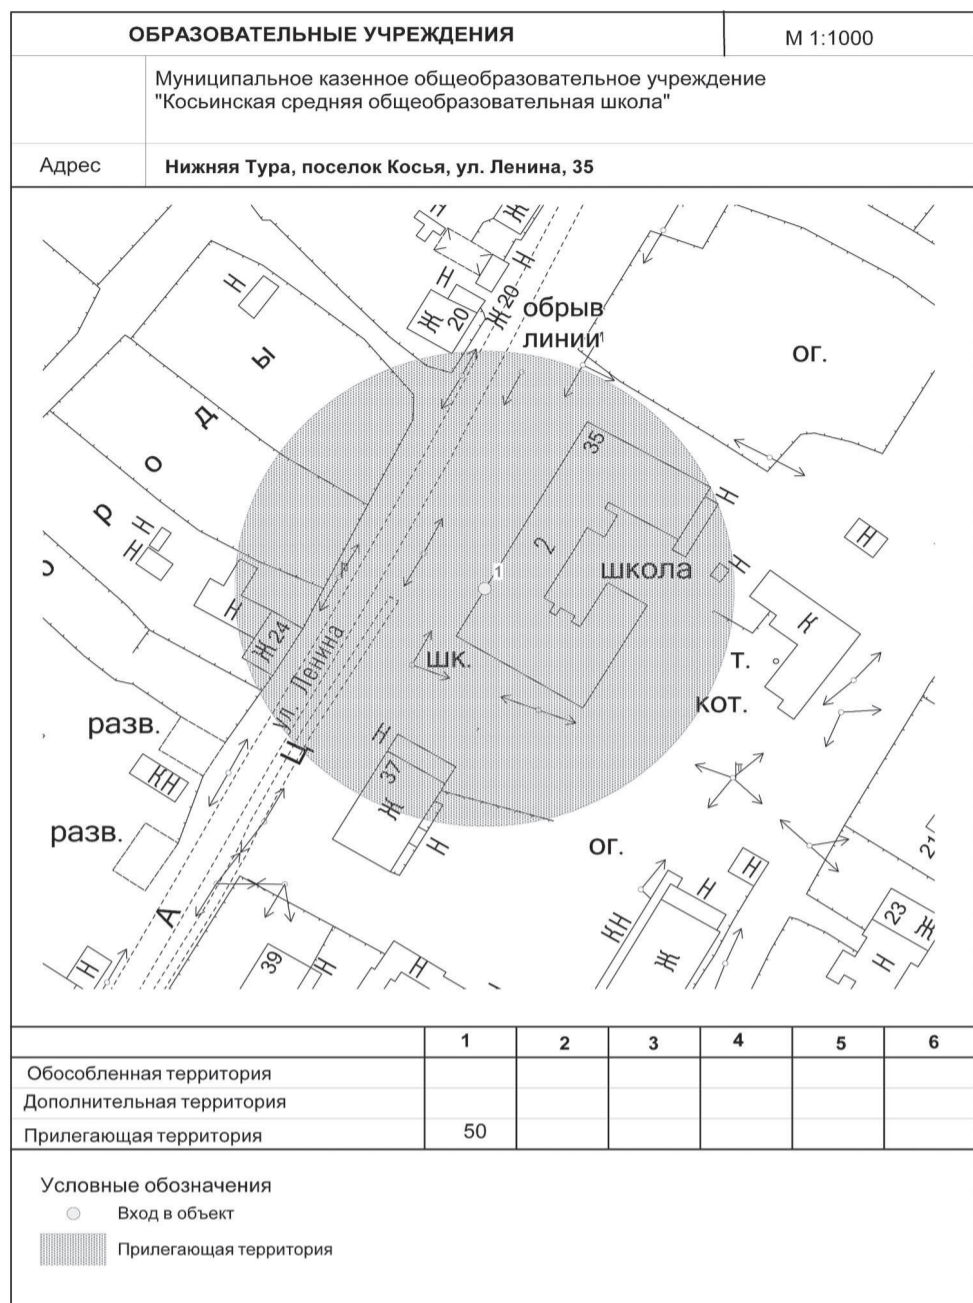 ОБРАЗОВАТЕЛЬНЫЕ УЧРЕЖДЕНИЯ
М 1:1000
Муниципальное казенное общеобразовательное учреждение
"Косьинская средняя общеобразовательная школа"
Адрес
Нижняя Тура, поселок Косья, ул. Ленина, 35
Н
Ж
Н
Н
Н
Ж 20
Ж 20
обрыв
линии
ог.
ы
д
о
р
35
Н
Н
Н
Н
Н
2
1
школа
К
Н
Ж 24
ул. Ленина
шк.
т.
кот.
разв.
КН
Ц
Н
37
Ж
Н
разв.
ог.
А
Н
Н
КН
Ж
21
23
Ж
Н
Н
39
Н
Н
1 2 3 4 5 6
Обособленная территория
Дополнительная территория
Прилегающая территория 50
Условные обозначения
Вход в объект
Прилегающая территория